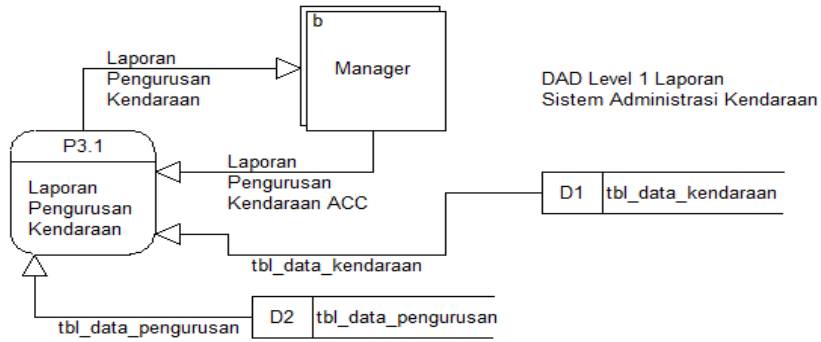 b
Manager
Laporan
Pengurusan
Kendaraan
DAD Level 1 Laporan
Sistem Administrasi Kendaraan
P3.1
Laporan
Pengurusan
Kendaraan
Laporan
Pengurusan
Kendaraan ACC
D1 tbl_data_kendaraan
tbl_data_kendaraan
D2 tbl_data_pengurusan
tbl_data_pengurusan